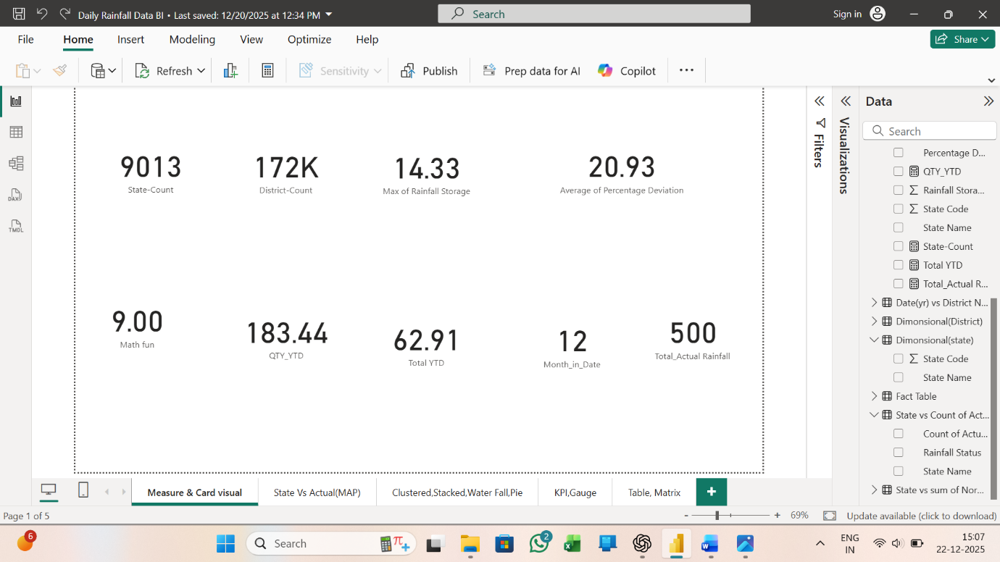 Daily Rainfall Data BI • Last saved: 12/20/2025 at 12:34 PM
Search
Sign in
File Home Insert Modeling View Optimize Help
Share
Refresh
Sensitivity
Publish
Prep data for AI
Copilot
9013
State-Count
172K
District-Count
14.33
Max of Rainfall Storage
20.93
Average of Percentage Deviation
9.00
Math fun
183.44
QTY_YTD
62.91
Total YTD
12
Month_in_Date
500
Total_Actual Rainfall
Filters
Visualizations
Data
Search
Percentage D...
QTY_YTD
Rainfall Stora...
State Code
State Name
State-Count
Total YTD
Total_Actual R...
Date(yr) vs District N...
Dimonsional(District)
Dimonsional(state)
State Code
State Name
Fact Table
State vs Count of Act...
Count of Actu...
Rainfall Status
State Name
State vs sum of Nor...
DAX
TMDL
Measure & Card visual
State Vs Actual(MAP)
Clustered,Stacked,Water Fall,Pie
KPI,Gauge
Table, Matrix
+
Page 1 of 5
- + 69%
Update available (click to download)
6
Search
2
ENG
IN
15:07
22-12-2025